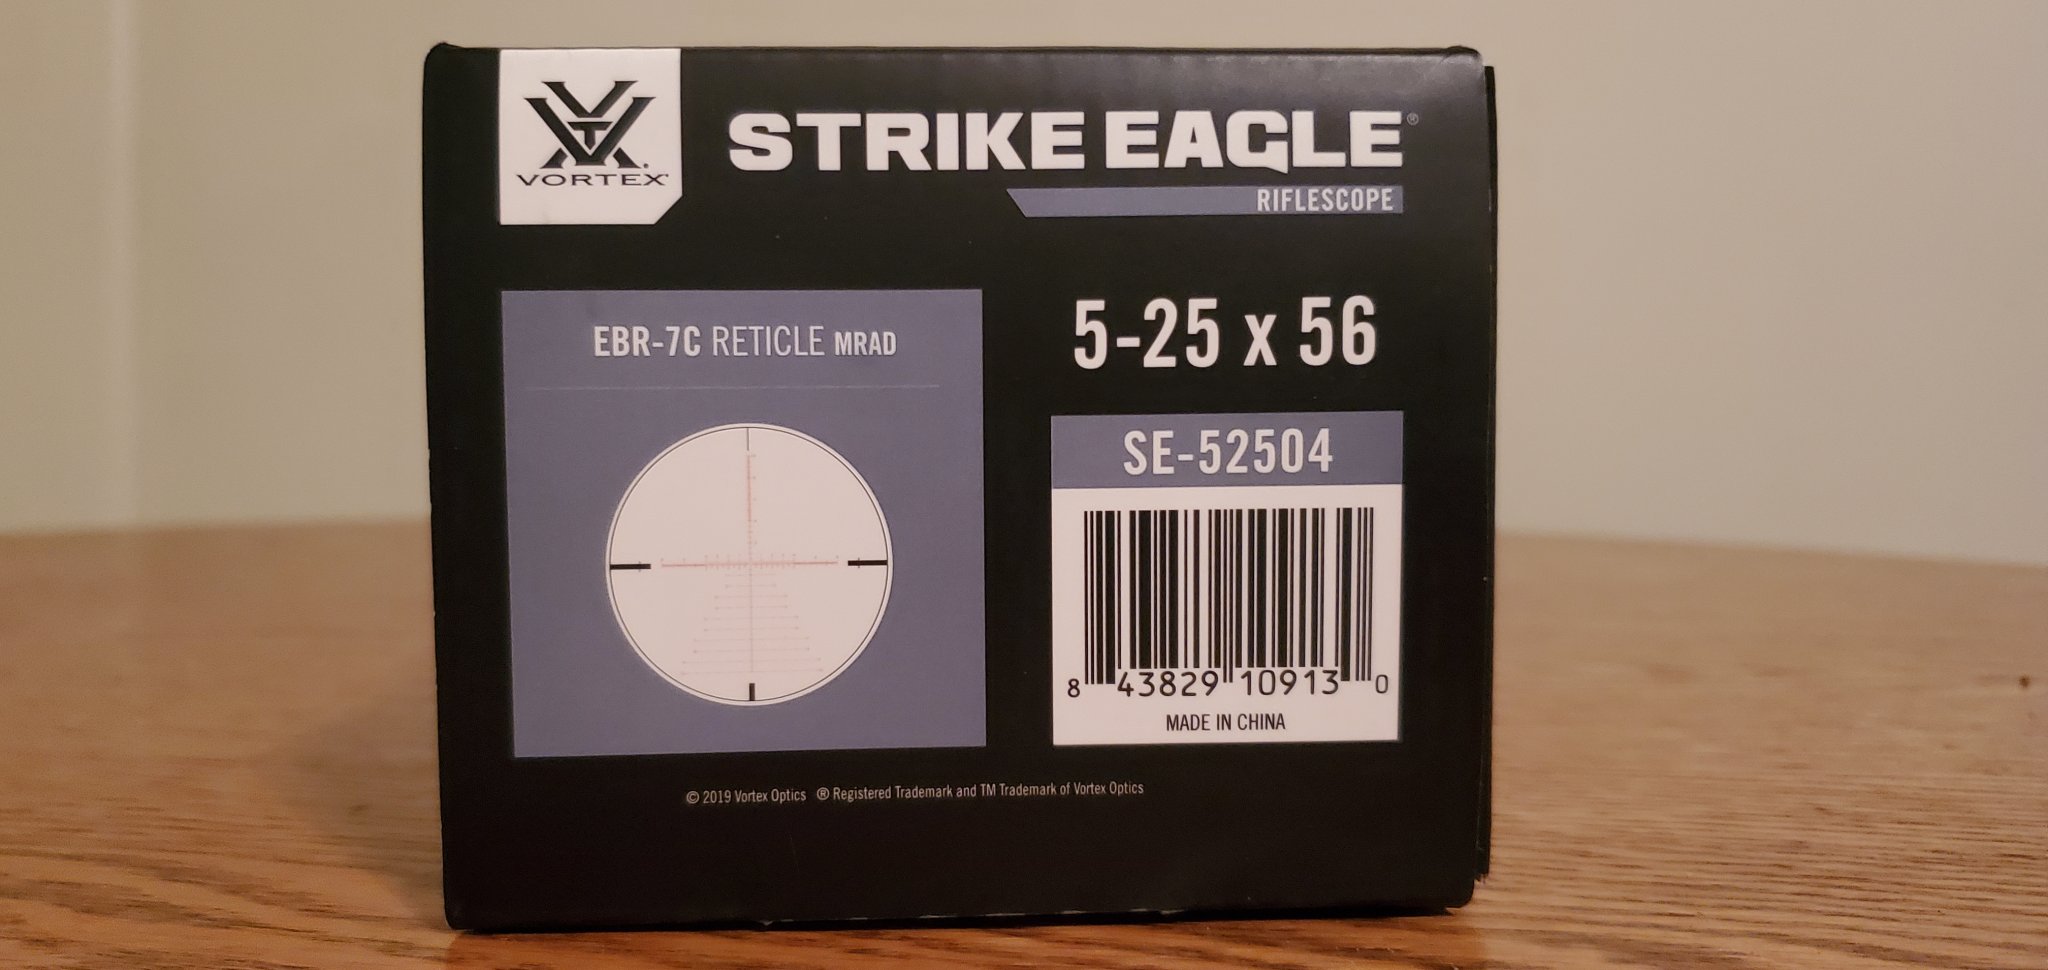 VORTEX
STRIKE EAGLE®
RIFLESCOPE
EBR-7C RETICLE MRAD
5-25 x 56
SE-52504
8 43829 10913 0
MADE IN CHINA
© 2019 Vortex Optics ® Registered Trademark and TM Trademark of Vortex Optics